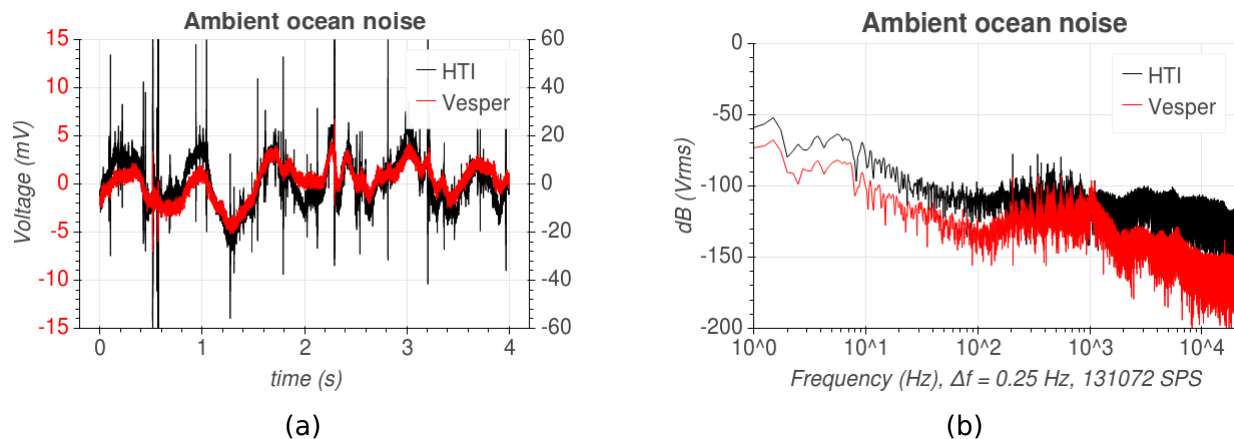 Ambient ocean noise
15
10
5
0
-5
-10
-15
Voltage (mV)
60
40
20
0
-20
-40
-60
HTI
Vesper
0
1
2
3
4
time (s)
(a)
Ambient ocean noise
0
-50
-100
-150
-200
dB (Vrms)
HTI
Vesper
10^0
10^1
10^2
10^3
10^4
Frequency (Hz), Δf = 0.25 Hz, 131072 SPS
(b)